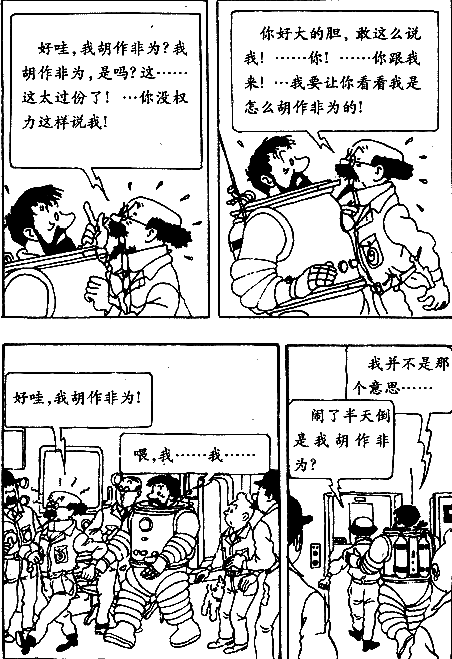 好哇，我胡作非为？我
胡作非为，是吗？这……
这太过份了！…你没权
力这样说我！
你好大的胆，敢这么说
我！……你！……你跟我
来！…我要让你看看我是
怎么胡作非为的！
好哇，我胡作非为！
喂，我……我……
我并不是那
个意思……
闹了半天倒
是我胡作非
为？